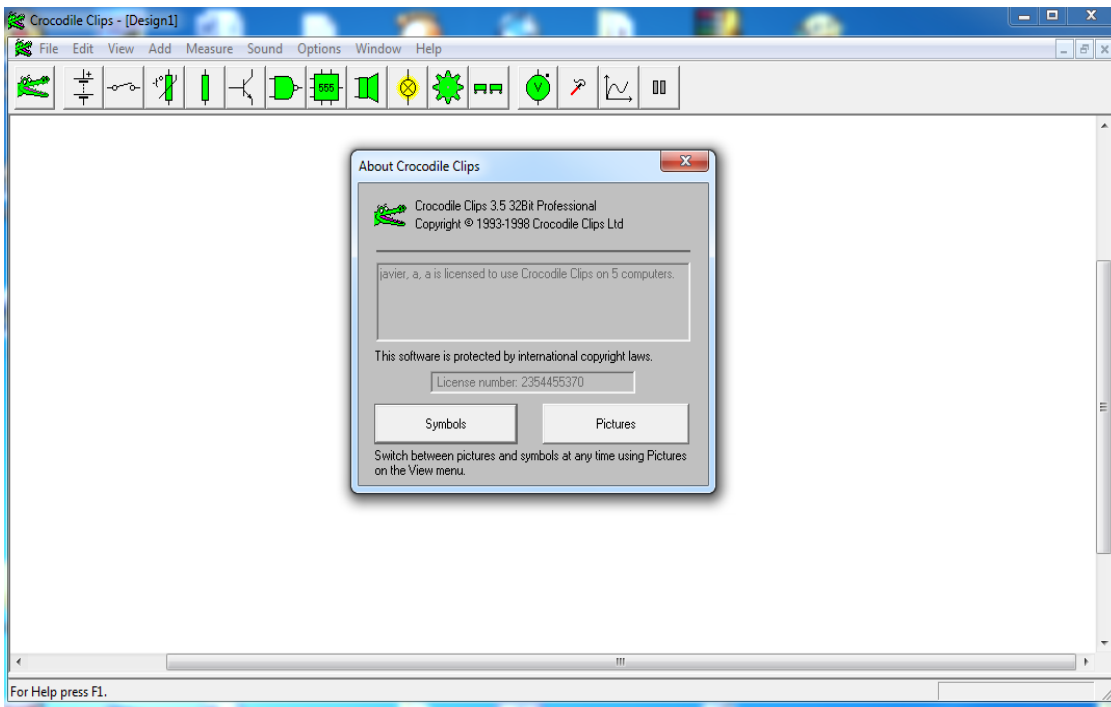 Crocodile Clips - [Design1]
File Edit View Add Measure Sound Options Window Help
-t°
555
V
About Crocodile Clips
Crocodile Clips 3.5 32Bit Professional
Copyright © 1993-1998 Crocodile Clips Ltd
javier, a, a is licensed to use Crocodile Clips on 5 computers.
This software is protected by international copyright laws.
License number: 2354455370
Symbols Pictures
Switch between pictures and symbols at any time using Pictures
on the View menu.
For Help press F1.